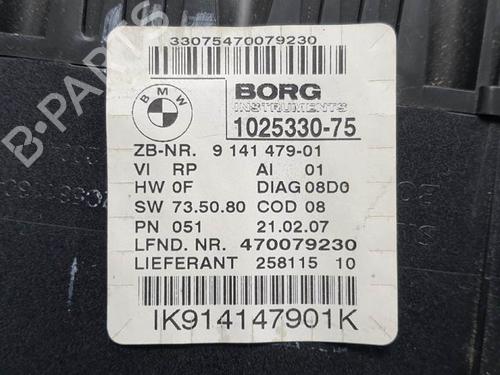 33075470079230
BMW
BORG
INSTRUMENTS
1025330-75
ZB-NR. 9 141 479-01
VI RP AI 01
HW 0F DIAG 08D0
SW 73.50.80 COD 08
PN 051 21.02.07
LFND. NR. 470079230
LIEFERANT 258115 10
IK914147901K
B-PARTS